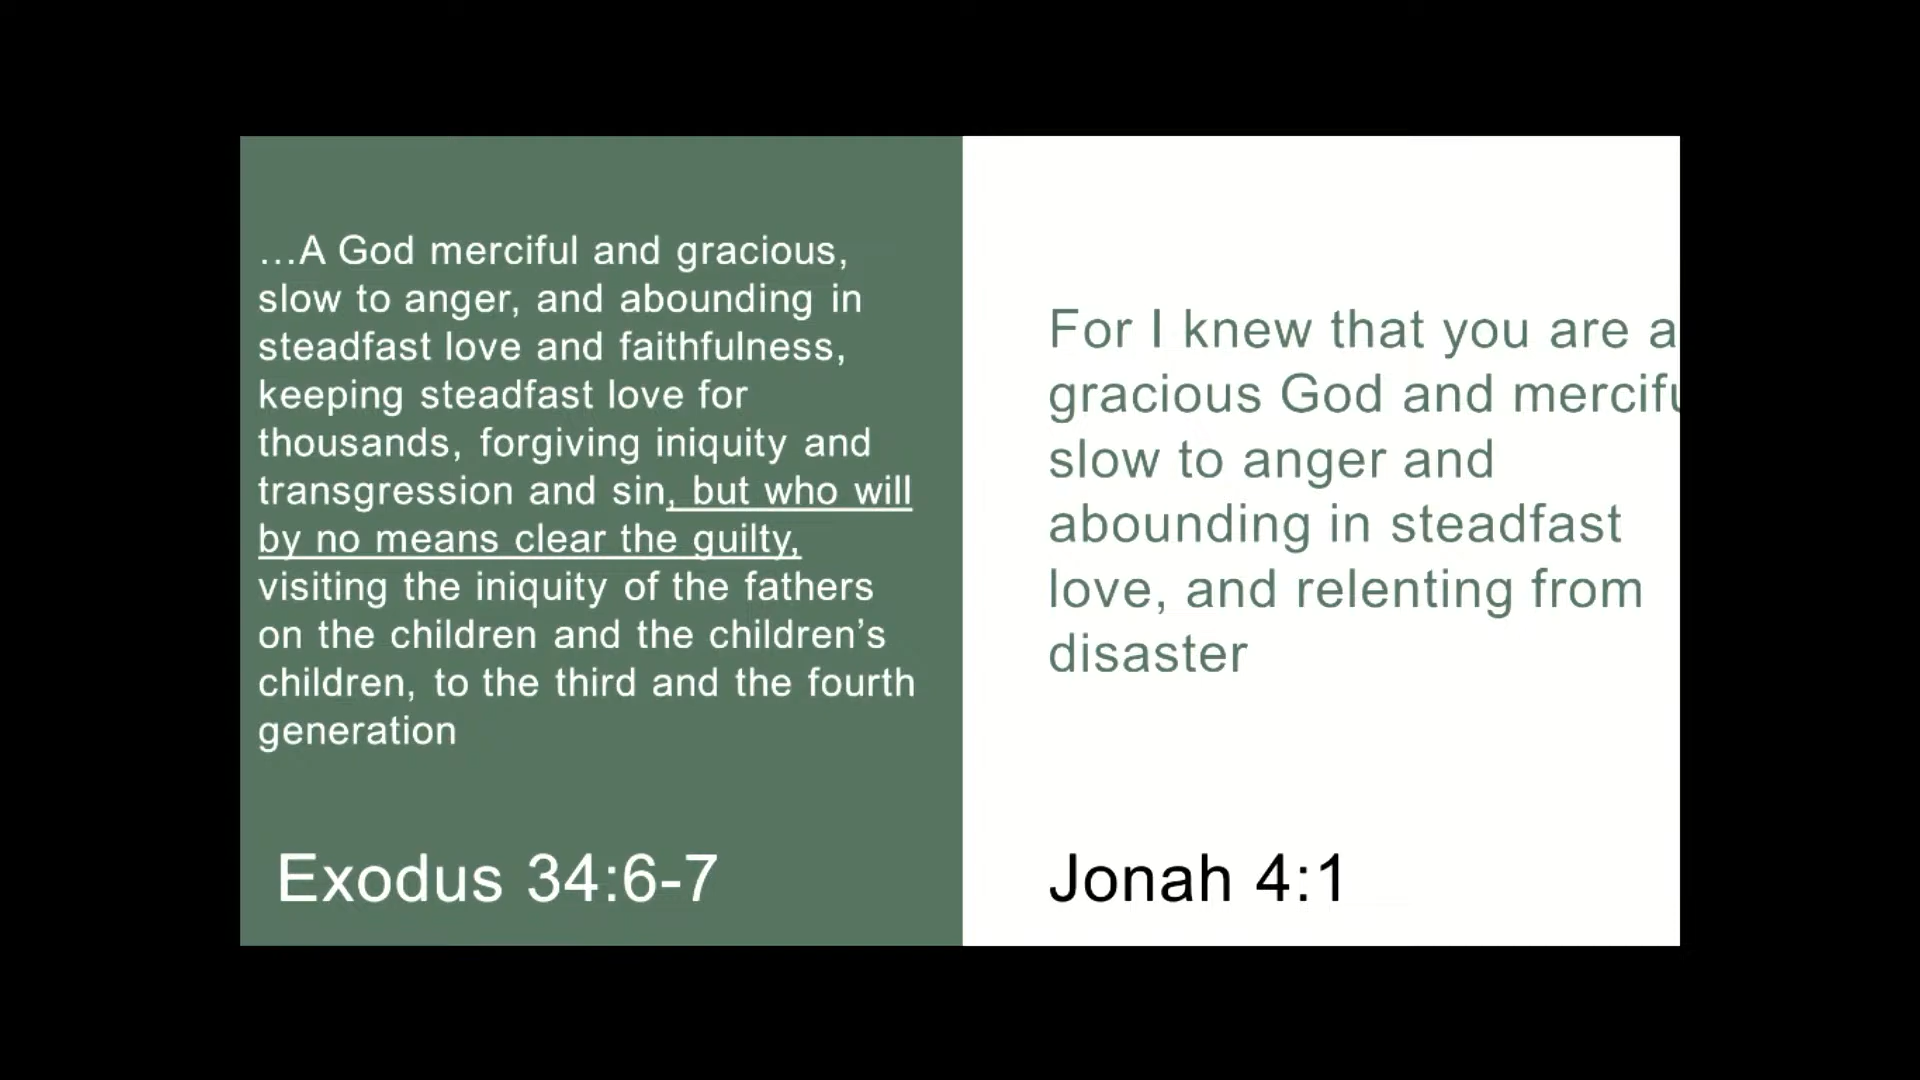 …A God merciful and gracious,
slow to anger, and abounding in
steadfast love and faithfulness,
keeping steadfast love for
thousands, forgiving iniquity and
transgression and sin, but who will
by no means clear the guilty,
visiting the iniquity of the fathers
on the children and the children’s
children, to the third and the fourth
generation
Exodus 34:6-7
For I knew that you are a
gracious God and
slow to anger and
abounding in steadfast
love, and relenting from
disaster
Jonah 4:1